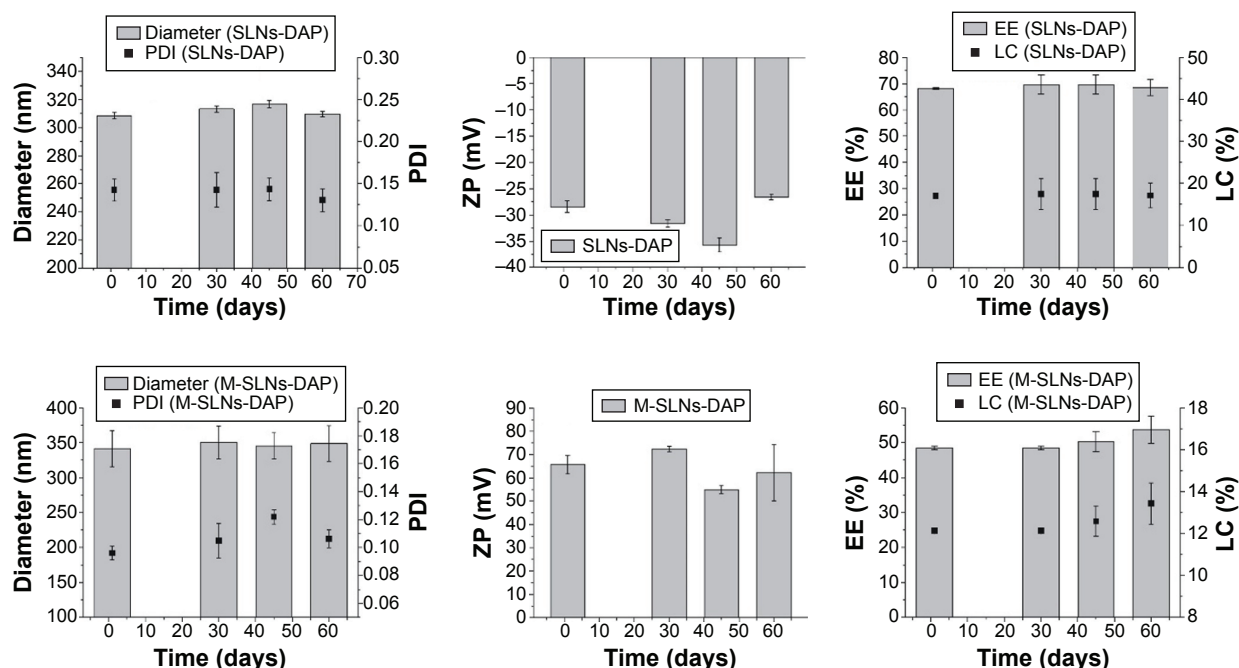 Diameter (SLNs-DAP)
PDI (SLNs-DAP)
Diameter (nm)
350
340
320
300
280
260
240
220
200
PDI
0.30
0.25
0.20
0.15
0.10
0.05
0 10 20 30 40 50 60 70
Time (days)
ZP (mV)
0
–5
–10
–15
–20
–25
–30
–35
–40
SLNs-DAP
0 10 20 30 40 50 60
Time (days)
EE (SLNs-DAP)
LC (SLNs-DAP)
EE (%)
80
70
60
50
40
30
20
10
0
LC (%)
50
40
30
20
10
0
0 10 20 30 40 50 60
Time (days)
Diameter (M-SLNs-DAP)
PDI (M-SLNs-DAP)
Diameter (nm)
400
350
300
250
200
150
100
PDI
0.20
0.18
0.16
0.14
0.12
0.10
0.08
0.06
0 10 20 30 40 50 60
Time (days)
M-SLNs-DAP
ZP (mV)
90
80
70
60
50
40
30
20
10
0
0 10 20 30 40 50 60
Time (days)
EE (M-SLNs-DAP)
LC (M-SLNs-DAP)
EE (%)
60
50
40
30
20
10
0
LC (%)
18
16
14
12
10
8
0 10 20 30 40 50 60
Time (days)